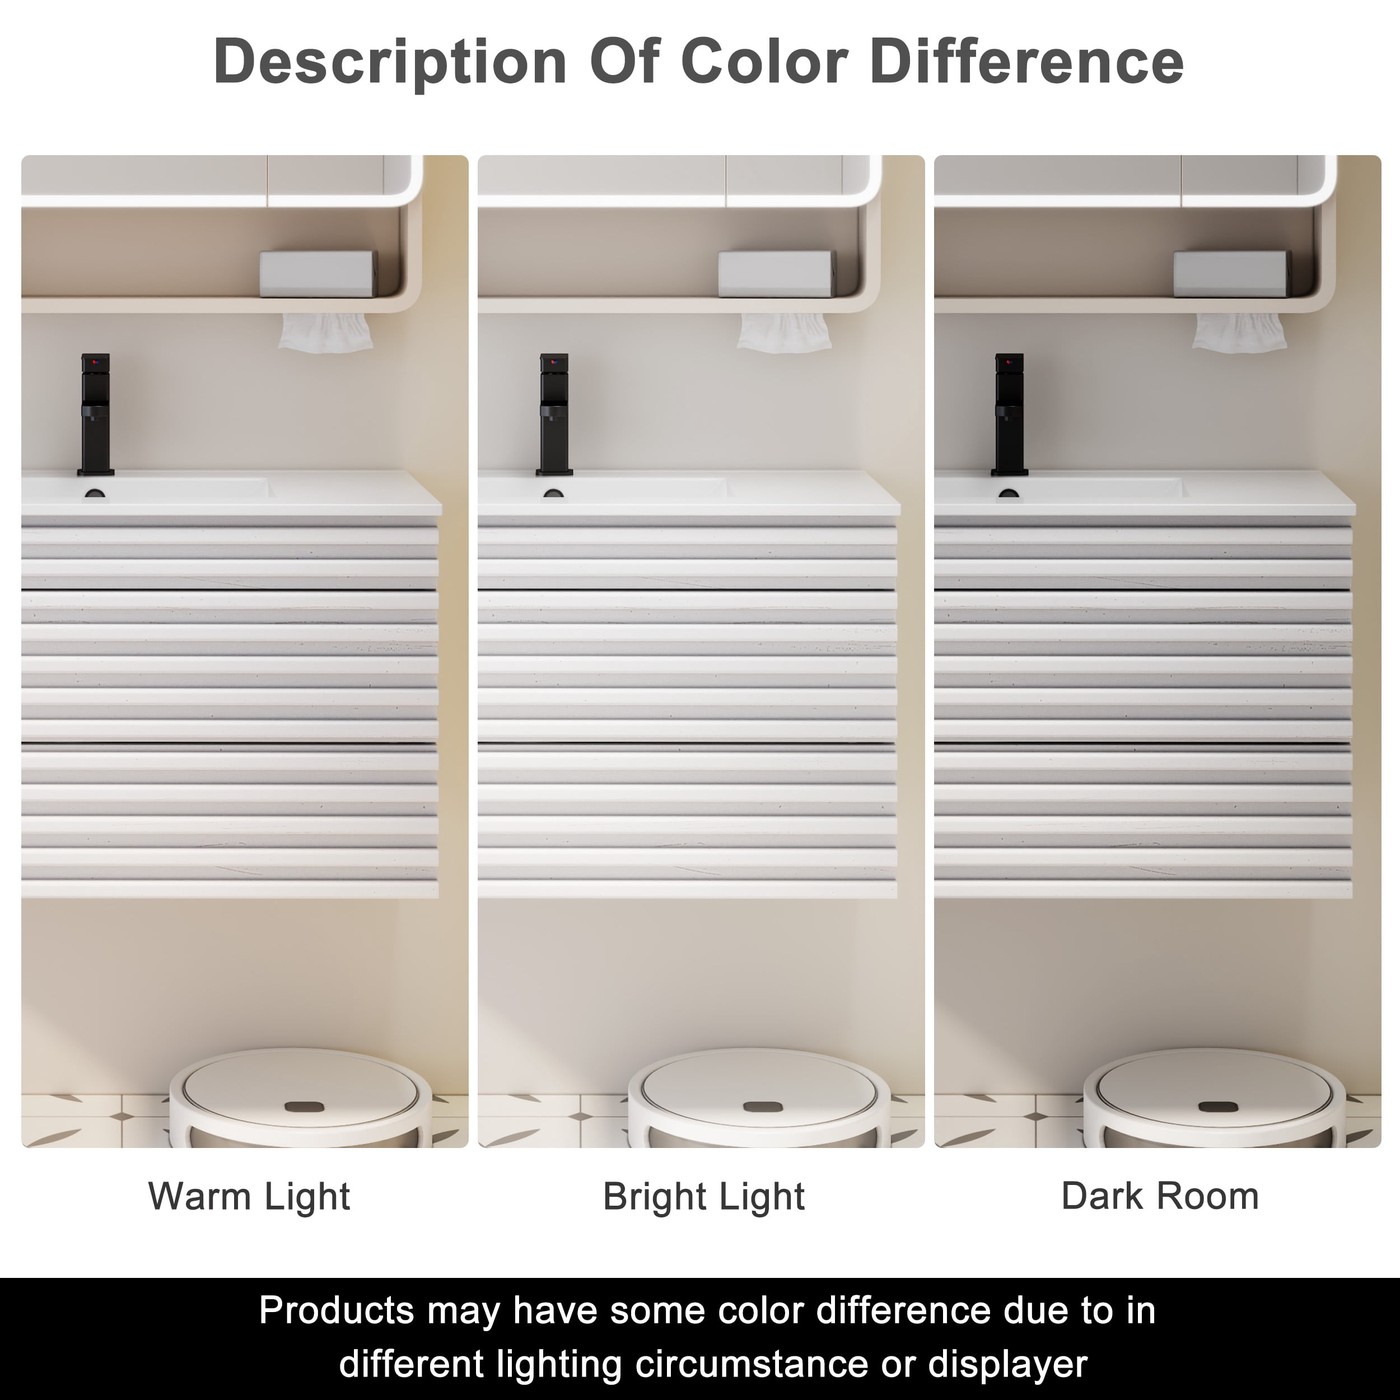 Description Of Color Difference
Warm Light
Bright Light
Dark Room
Products may have some color difference due to in
different lighting circumstance or displayer